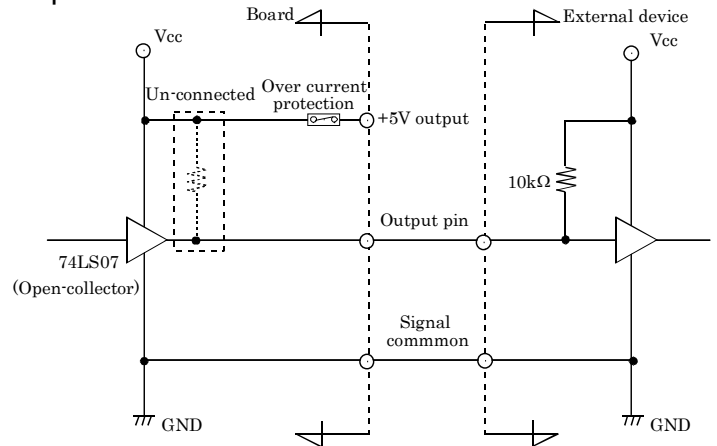 Board
External device
Vcc
Vcc
Un-connected
Over current
protection
+5V output
10kΩ
Output pin
74LS07
(Open-collector)
Signal
commmon
GND
GND